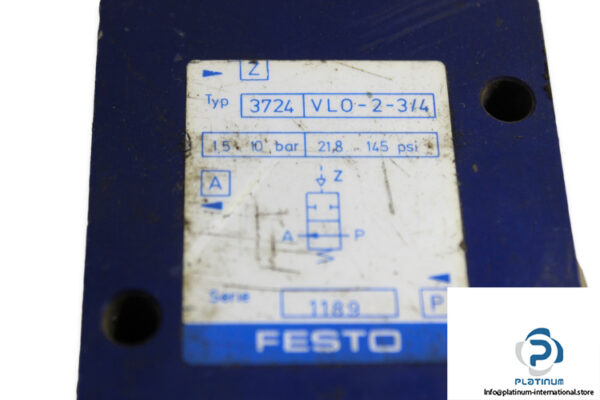 Z
Typ 3724 VLO-2-3/4
1,5 - 10 bar 21,8 .. 145 psi
A
Z
A P
Serie 1189 P
FESTO
PLATINUM
Info@platinum-international.store